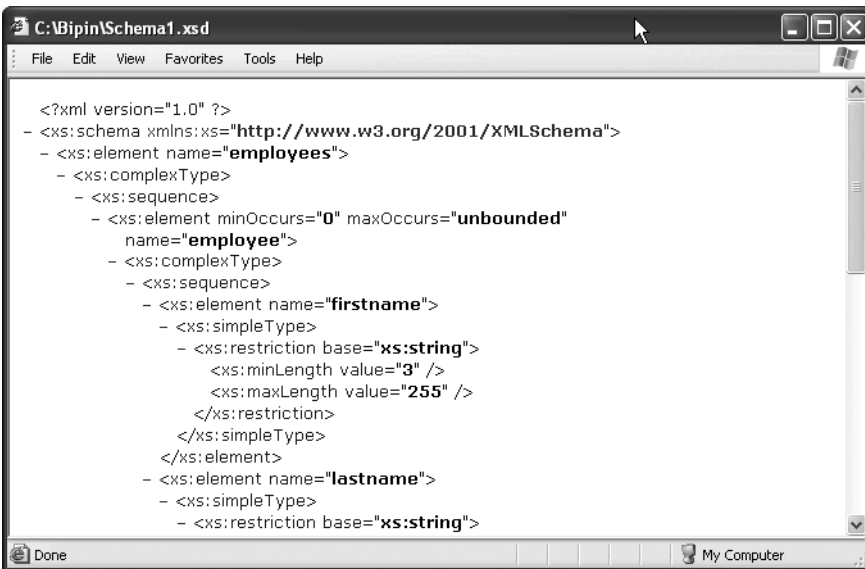 C:\Bipin\Schema1.xsd
File Edit View Favorites Tools Help
<?xml version="1.0" ?>
- <xs:schema xmlns:xs="http://www.w3.org/2001/XMLSchema">
- <xs:element name="employees">
- <xs:complexType>
- <xs:sequence>
- <xs:element minOccurs="0" maxOccurs="unbounded"
name="employee">
- <xs:complexType>
- <xs:sequence>
- <xs:element name="firstname">
- <xs:simpleType>
- <xs:restriction base="xs:string">
<xs:minLength value="3" />
<xs:maxLength value="255" />
</xs:restriction>
</xs:simpleType>
</xs:element>
- <xs:element name="lastname">
- <xs:simpleType>
- <xs:restriction base="xs:string">
Done My Computer